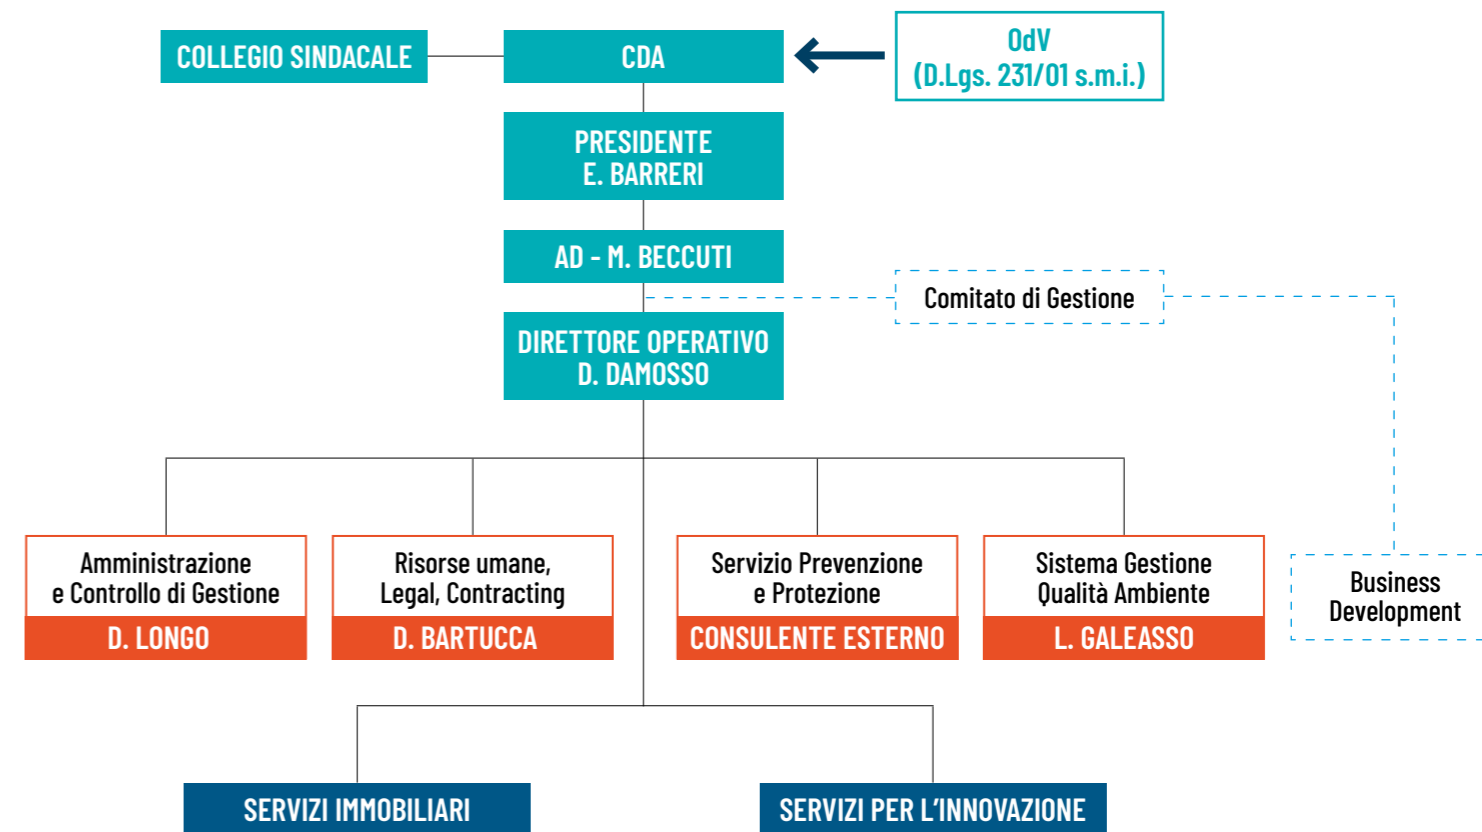 COLLEGIO SINDACALE
CDA
OdV
(D.Lgs. 231/01 s.m.i.)
PRESIDENTE
E. BARRERI
AD - M. BECCUTI
Comitato di Gestione
DIRETTORE OPERATIVO
D. DAMOSSO
Amministrazione
e Controllo di Gestione
D. LONGO
Risorse umane,
Legal, Contracting
D. BARTUCCA
Servizio Prevenzione
e Protezione
CONSULENTE ESTERNO
Sistema Gestione
Qualità Ambiente
L. GALEASSO
Business
Development
SERVIZI IMMOBILIARI
SERVIZI PER L'INNOVAZIONE